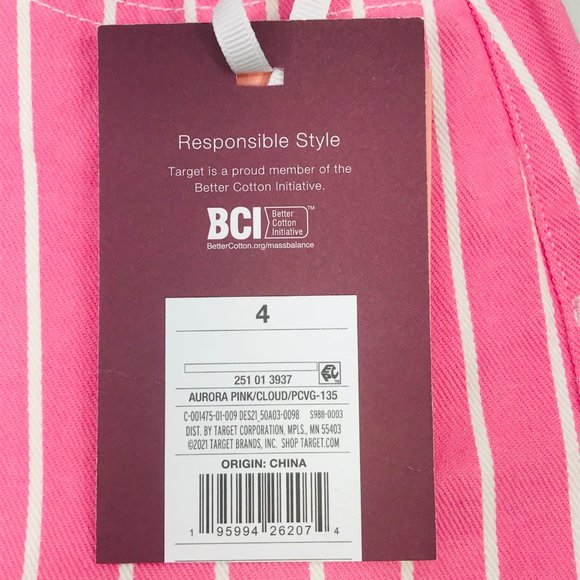 Responsible Style
Target is a proud member of the
Better Cotton Initiative.
BCI Better Cotton Initiative™
BetterCotton.org/massbalance
4
251 01 3937
EPC
AURORA PINK/CLOUD/PCVG-135
C-001475-01-009 DES21_50A03-0098 S988-0003
DIST. BY TARGET CORPORATION, MPLS., MN 55403
©2021 TARGET BRANDS, INC. SHOP TARGET.COM
ORIGIN: CHINA
1 95994 26207 4